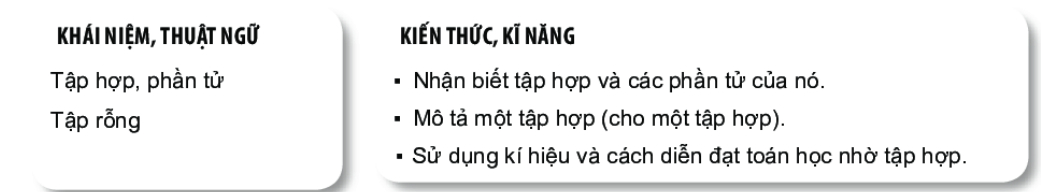 KHÁI NIỆM, THUẬT NGỮ
Tập hợp, phần tử
Tập rỗng
KIẾN THỨC, KĨ NĂNG
▪ Nhận biết tập hợp và các phần tử của nó.
▪ Mô tả một tập hợp (cho một tập hợp).
▪ Sử dụng kí hiệu và cách diễn đạt toán học nhờ tập hợp.